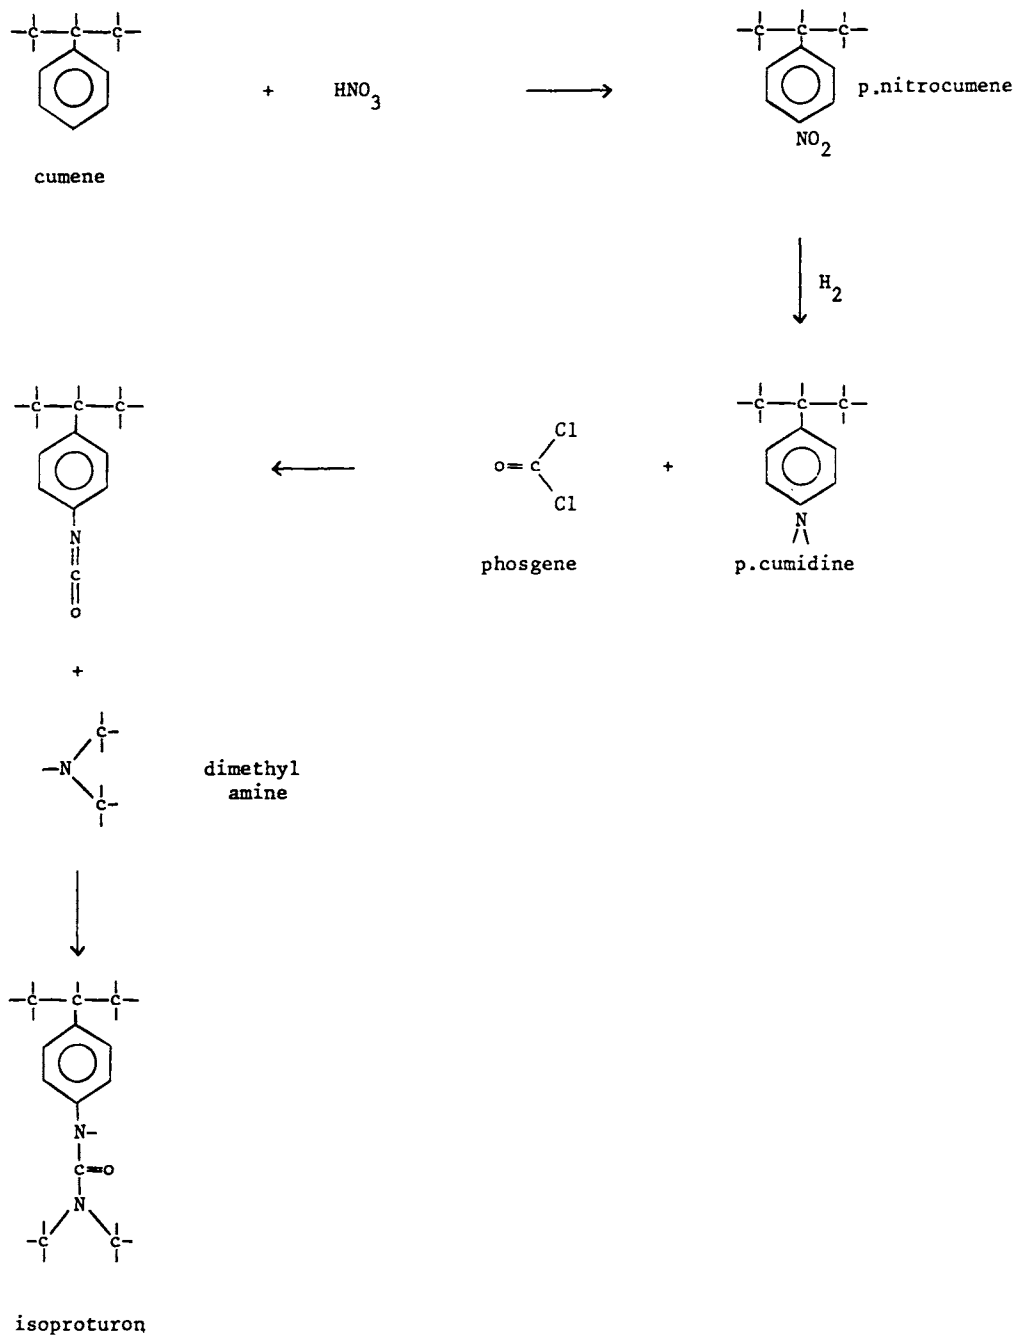 + HNO3
cumene
p.nitrocumene
NO2
H2
Cl
O=C
Cl
+
phosgene
N
p.cumidine
N
C
O
+
C
-N
C
dimethyl
amine
N-
C=O
N
C C
isoproturon